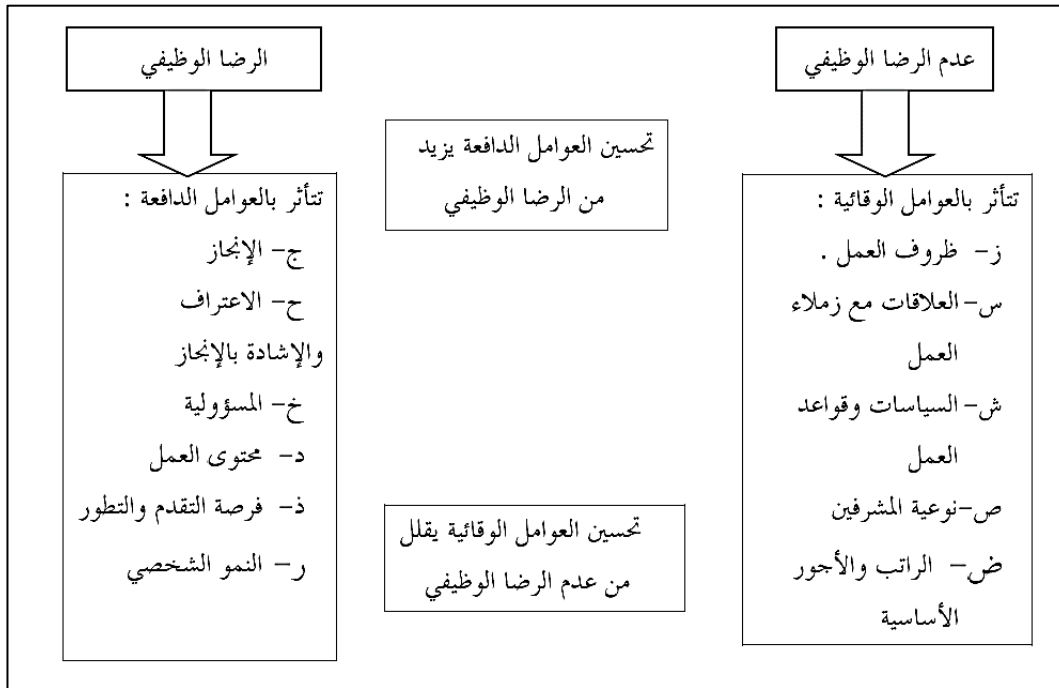 عدم الرضا الوظيفي
تتأثر بالعوامل الوقائية :
ز- ظروف العمل .
س- العلاقات مع زملاء
العمل
ش- السياسات وقواعد
العمل
ص-نوعية المشرفين
ض- الراتب والأجور
الأساسية
تحسين العوامل الدافعة يزيد
من الرضا الوظيفي
تحسين العوامل الوقائية يقلل
من عدم الرضا الوظيفي
الرضا الوظيفي
تتأثر بالعوامل الدافعة :
ج- الإنجاز
ح- الاعتراف
والإشادة بالإنجاز
خ- المسؤولية
د- محتوى العمل
ذ- فرصة التقدم والتطور
ر- النمو الشخصي